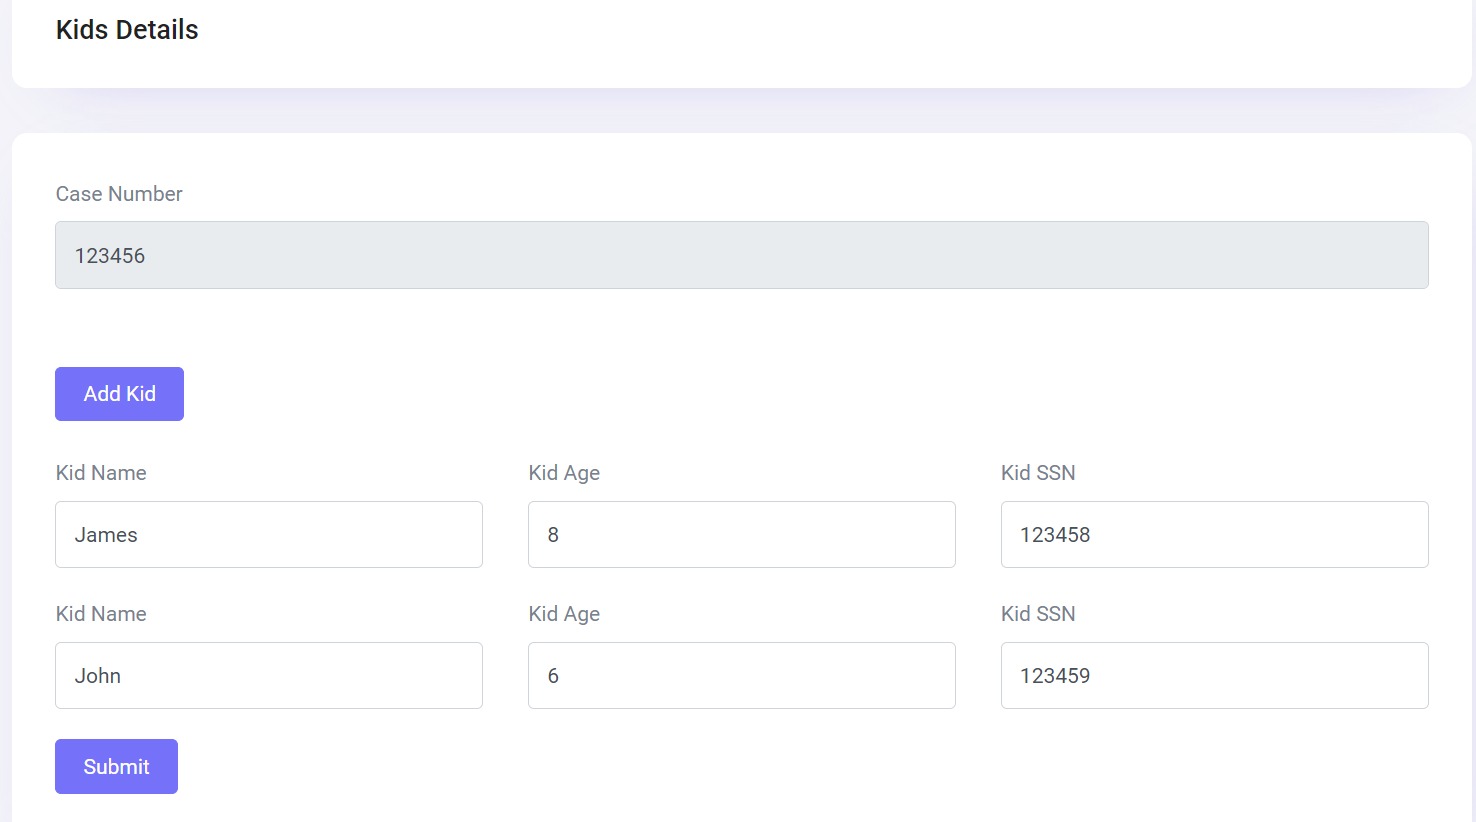 Kids Details
Case Number
123456
Add Kid
Kid Name Kid Age Kid SSN
James 8 123458
Kid Name Kid Age Kid SSN
John 6 123459
Submit